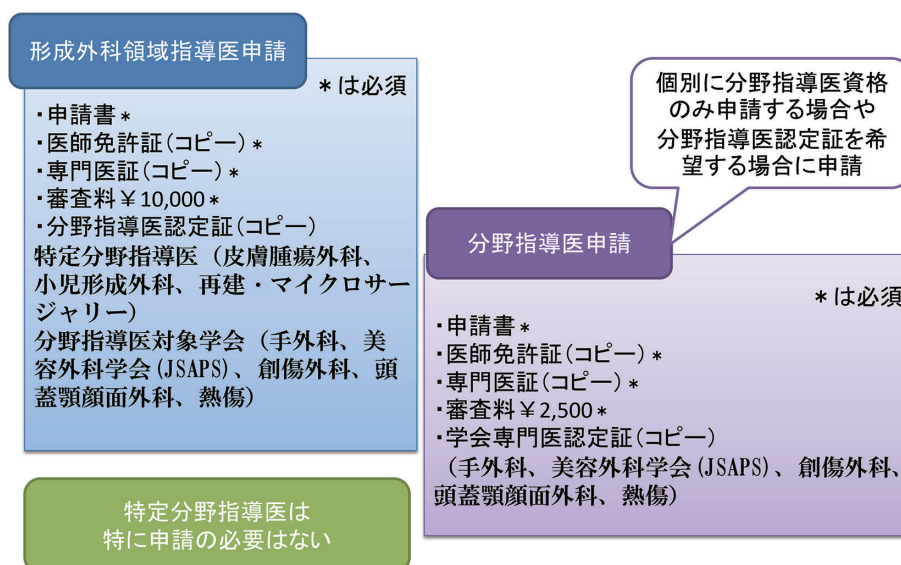 形成外科領域指導医申請
*は必須
・申請書*
・医師免許証(コピー)*
・専門医証(コピー)*
・審査料￥10,000*
・分野指導医認定証(コピー)
特定分野指導医（皮膚腫瘍外科、
小児形成外科、再建・マイクロサー
ジャリー）
分野指導医対象学会（手外科、美
容外科学会(JSAPS)、創傷外科、頭
蓋顎顔面外科、熱傷）
特定分野指導医は
特に申請の必要はない
個別に分野指導医資格
のみ申請する場合や
分野指導医認定証を希
望する場合に申請
分野指導医申請
*は必須
・申請書*
・医師免許証(コピー)*
・専門医証(コピー)*
・審査料￥2,500*
・学会専門医認定証(コピー)
（手外科、美容外科学会(JSAPS)、創傷外科、
頭蓋顎顔面外科、熱傷）